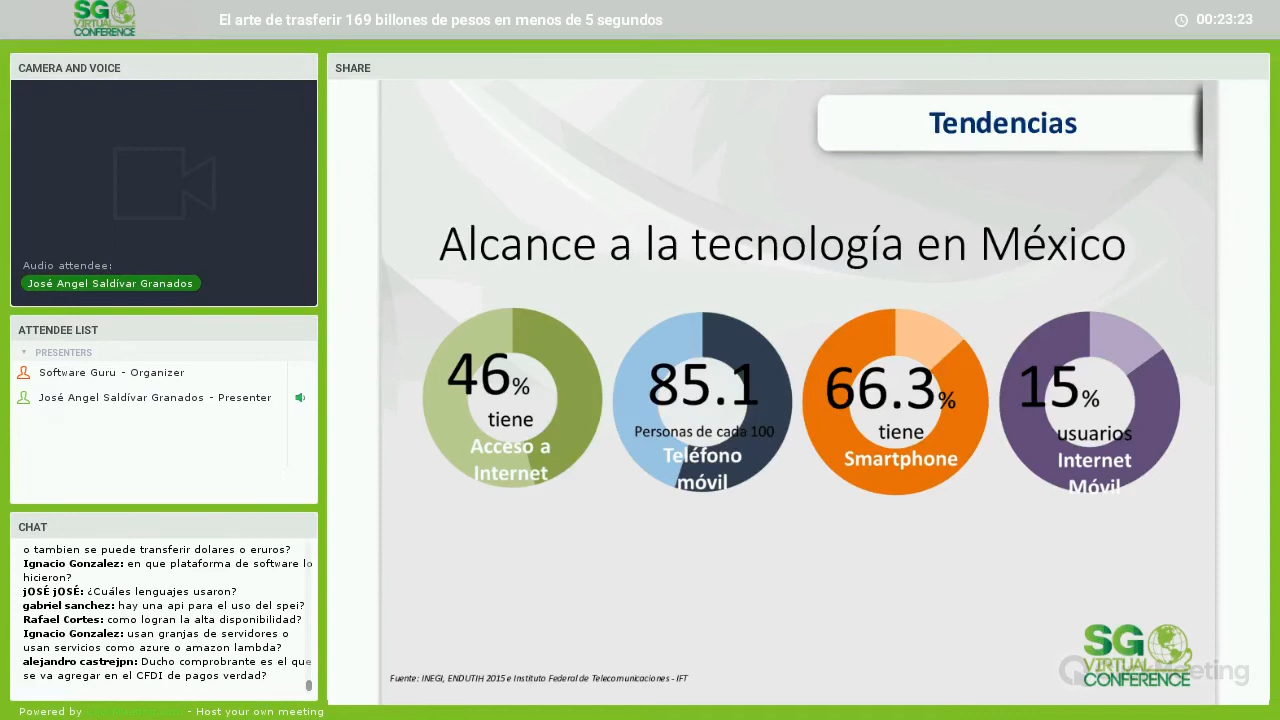 SG
VIRTUAL
CONFERENCE
El arte de trasferir 169 billones de pesos en menos de 5 segundos
00:23:23
CAMERA AND VOICE
Audio attendee:
José Angel Saldívar Granados
ATTENDEE LIST
PRESENTERS
Software Guru - Organizer
José Angel Saldívar Granados - Presenter
CHAT
o tambien se puede transferir dolares o eruros?
Ignacio Gonzalez: en que plataforma de software lo
hicieron?
jOSÉ jOSÉ: ¿Cuáles lenguajes usaron?
gabriel sanchez: hay una api para el uso del spei?
Rafael Cortes: como logran la alta disponibilidad?
Ignacio Gonzalez: usan granjas de servidores o
usan servicios como azure o amazon lambda?
alejandro castrejpn: Ducho comprobante es el que
se va agregar en el CFDI de pagos verdad?
Powered by - Host your own meeting
SHARE
Tendencias
Alcance a la tecnología en México
46%
tiene
Acceso a
Internet
85.1
Personas de cada 100
Teléfono
móvil
66.3%
tiene
Smartphone
15%
usuarios
Internet
Móvil
Fuente: INEGI, ENDUTIH 2015 e Instituto Federal de Telecomunicaciones - IFT
SG
VIRTUAL
CONFERENCE